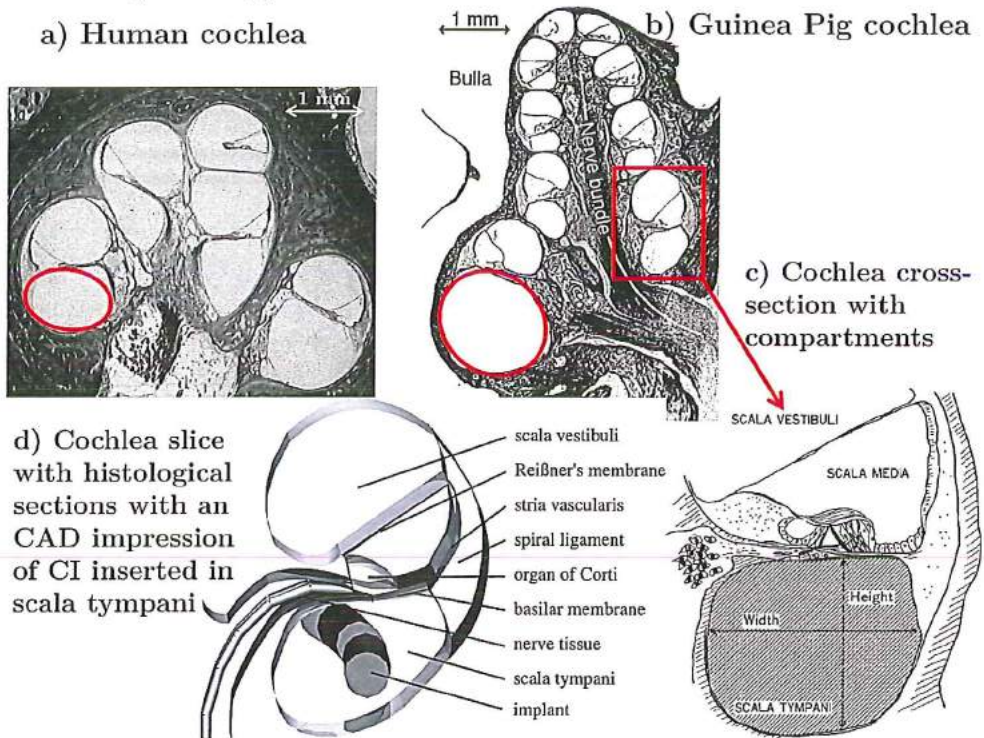 a) Human cochlea
1 mm
b) Guinea Pig cochlea
1 mm
Bulla
Nerve bundle
c) Cochlea cross-
section with
compartments
SCALA VESTIBULI
SCALA MEDIA
Height
Width
SCALA TYMPANI
d) Cochlea slice
with histological
sections with an
CAD impression
of CI inserted in
scala tympani
scala vestibuli
Reißner's membrane
stria vascularis
spiral ligament
organ of Corti
basilar membrane
nerve tissue
scala tympani
implant